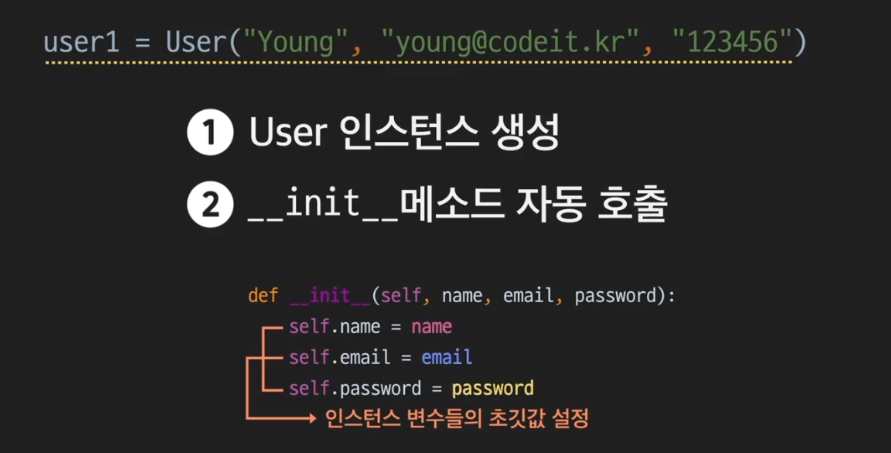 user1 = User("Young", "young@codeit.kr", "123456")
1 User 인스턴스 생성
2 __init__메소드 자동 호출
def __init__(self, name, email, password):
self.name = name
self.email = email
self.password = password
인스턴스 변수들의 초깃값 설정